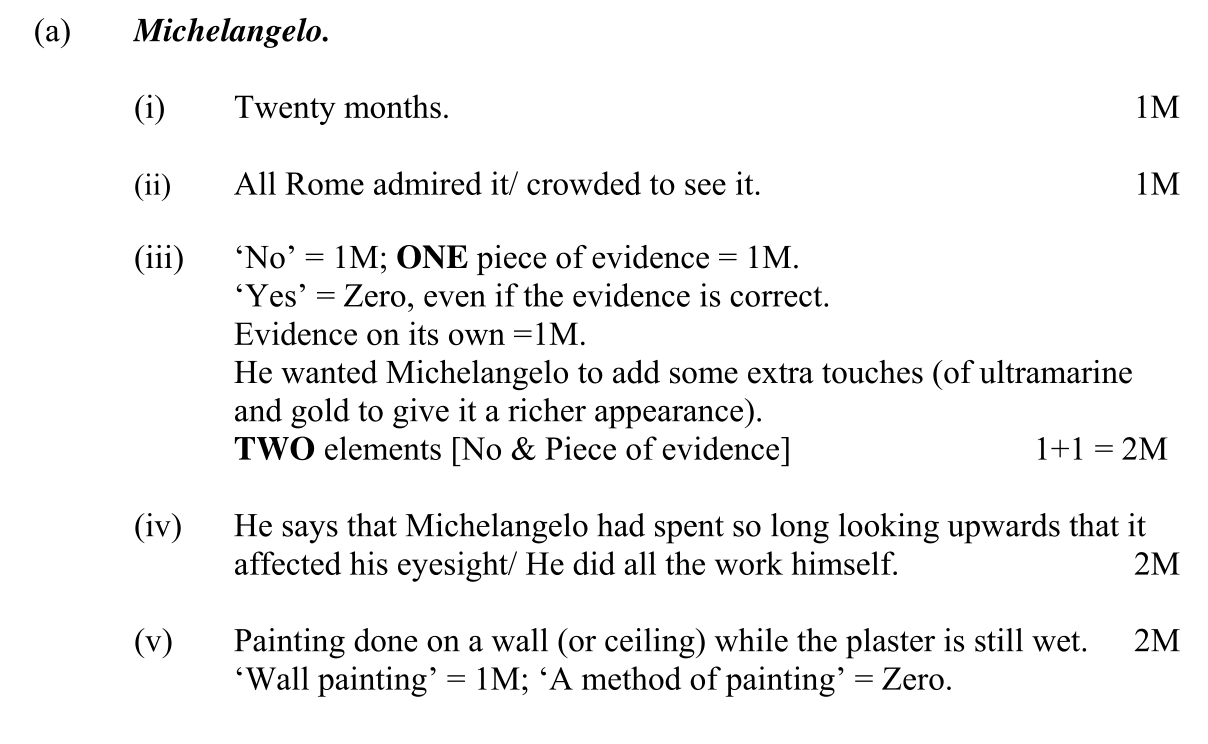 (a) Michelangelo.
(i) Twenty months. 1M
(ii) All Rome admired it/ crowded to see it. 1M
(iii) ‘No’ = 1M; ONE piece of evidence = 1M.
‘Yes’ = Zero, even if the evidence is correct.
Evidence on its own =1M.
He wanted Michelangelo to add some extra touches (of ultramarine
and gold to give it a richer appearance).
TWO elements [No & Piece of evidence] 1+1 = 2M
(iv) He says that Michelangelo had spent so long looking upwards that it
affected his eyesight/ He did all the work himself. 2M
(v) Painting done on a wall (or ceiling) while the plaster is still wet. 2M
‘Wall painting’ = 1M; ‘A method of painting’ = Zero.